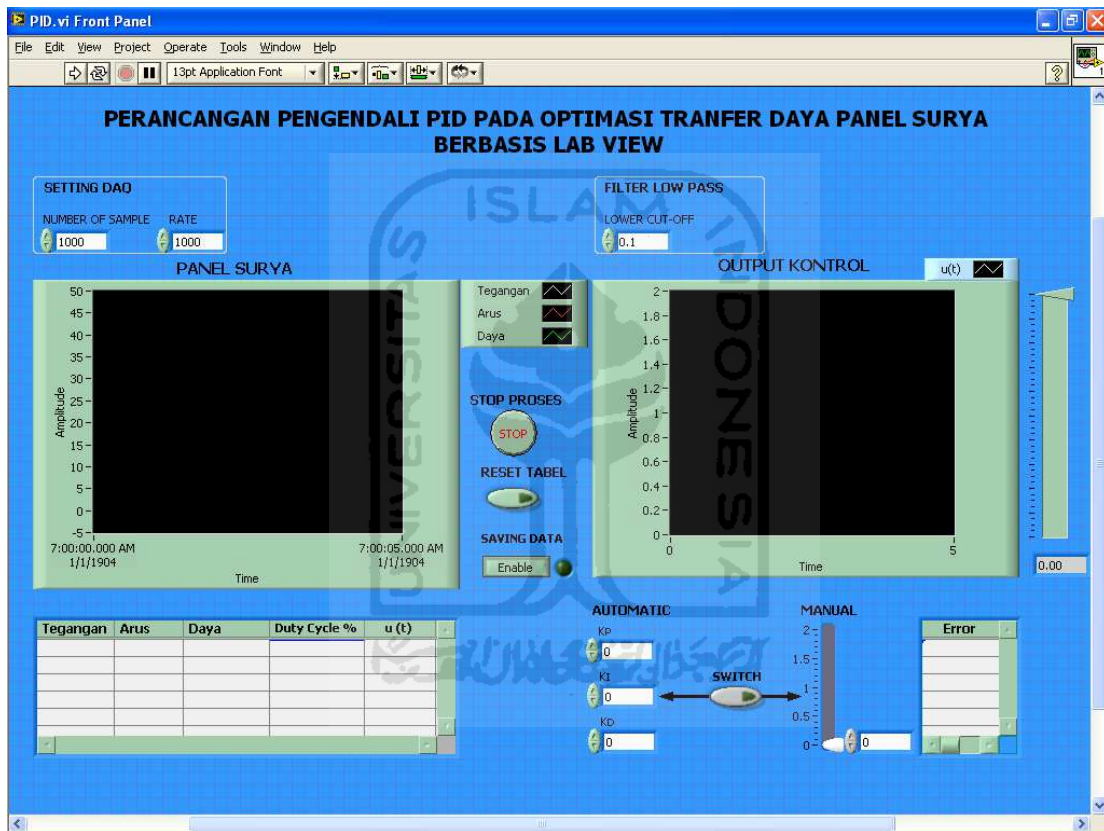 PID.vi Front Panel
File Edit View Project Operate Tools Window Help
13pt Application Font
PERANCANGAN PENGENDALI PID PADA OPTIMASI TRANFER DAYA PANEL SURYA
BERBASIS LAB VIEW
SETTING DAQ
NUMBER OF SAMPLE RATE
1000 1000
FILTER LOW PASS
LOWER CUT-OFF
0.1
PANEL SURYA
50
45
40
35
30
25
20
15
10
5
0
-5
Amplitude
7:00:00.000 AM
1/1/1904
7:00:05.000 AM
1/1/1904
Time
Tegangan
Arus
Daya
STOP PROSES
STOP
RESET TABEL
SAVING DATA
Enable
OUTPUT KONTROL
u(t)
2
1.8
1.6
1.4
1.2
1
0.8
0.6
0.4
0.2
0
Amplitude
0 5
Time
0.00
Tegangan Arus Daya Duty Cycle % u (t)
AUTOMATIC
KP
0
KI
0
KD
0
SWITCH
MANUAL
2
1.5
1
0.5
0
0
Error
UNIVERSITAS
ISLAM
INDONESIA